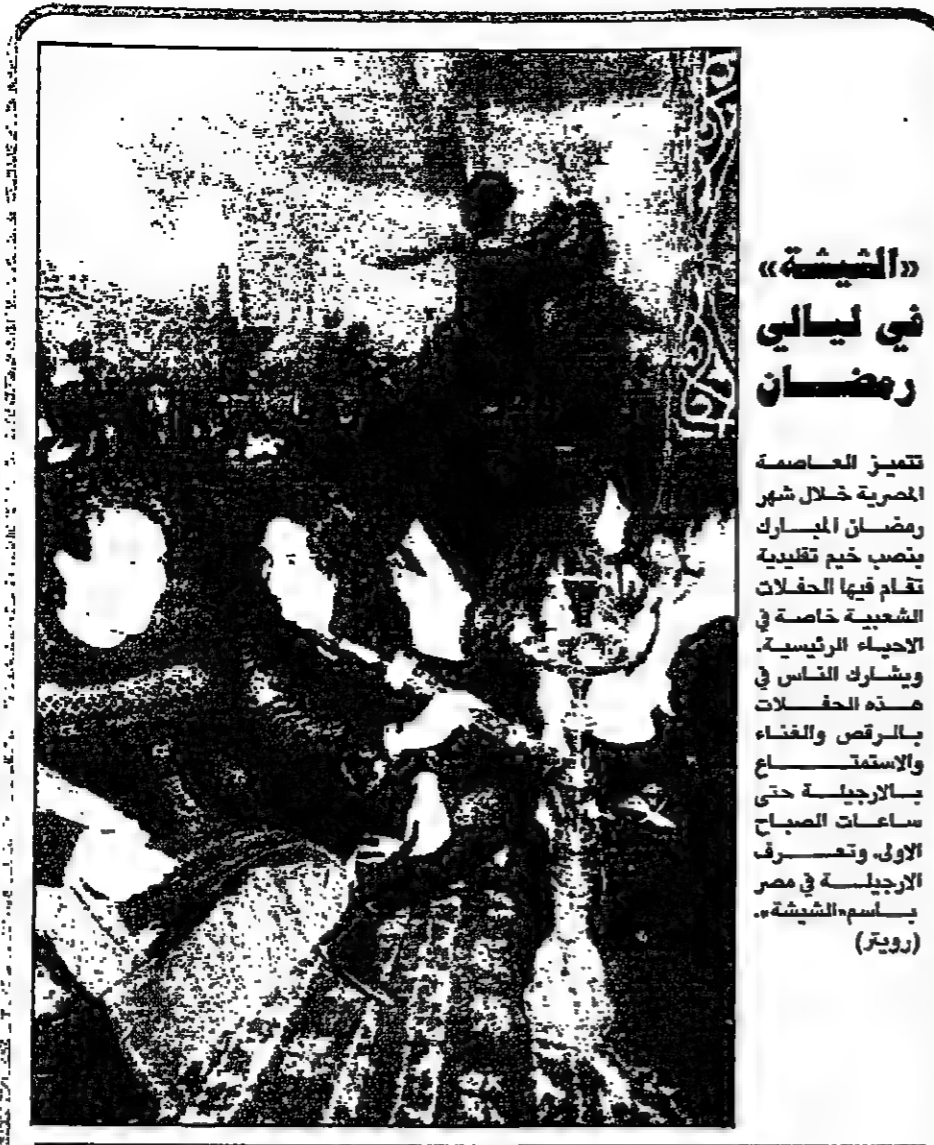 «الشيشة»
في ليالي
رمضان
تتميز العاصمة
المصرية خلال شهر
رمضان المبارك
بنصب خيم تقليدية
تقام فيها الحفلات
الشعبية خاصة في
الاحياء الرئيسية.
ويشارك الناس في
هذه الحفلات
بالرقص والغناء
والاستمتاع
بالارجيلة حتى
ساعات الصباح
الاولى. وتعرف
الارجيلة في مصر
باسم «الشيشة».
(رويتر)